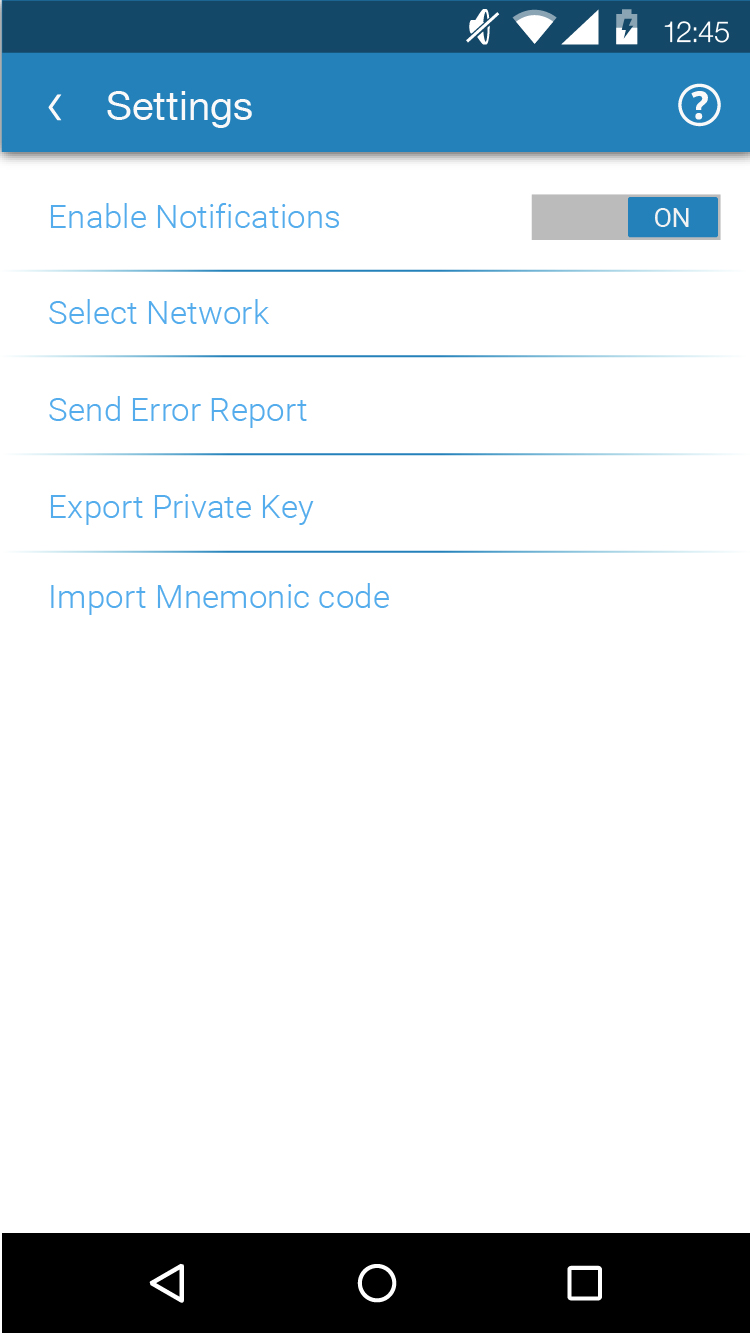 12:45
Settings
Enable Notifications
ON
Select Network
Send Error Report
Export Private Key
Import Mnemonic code